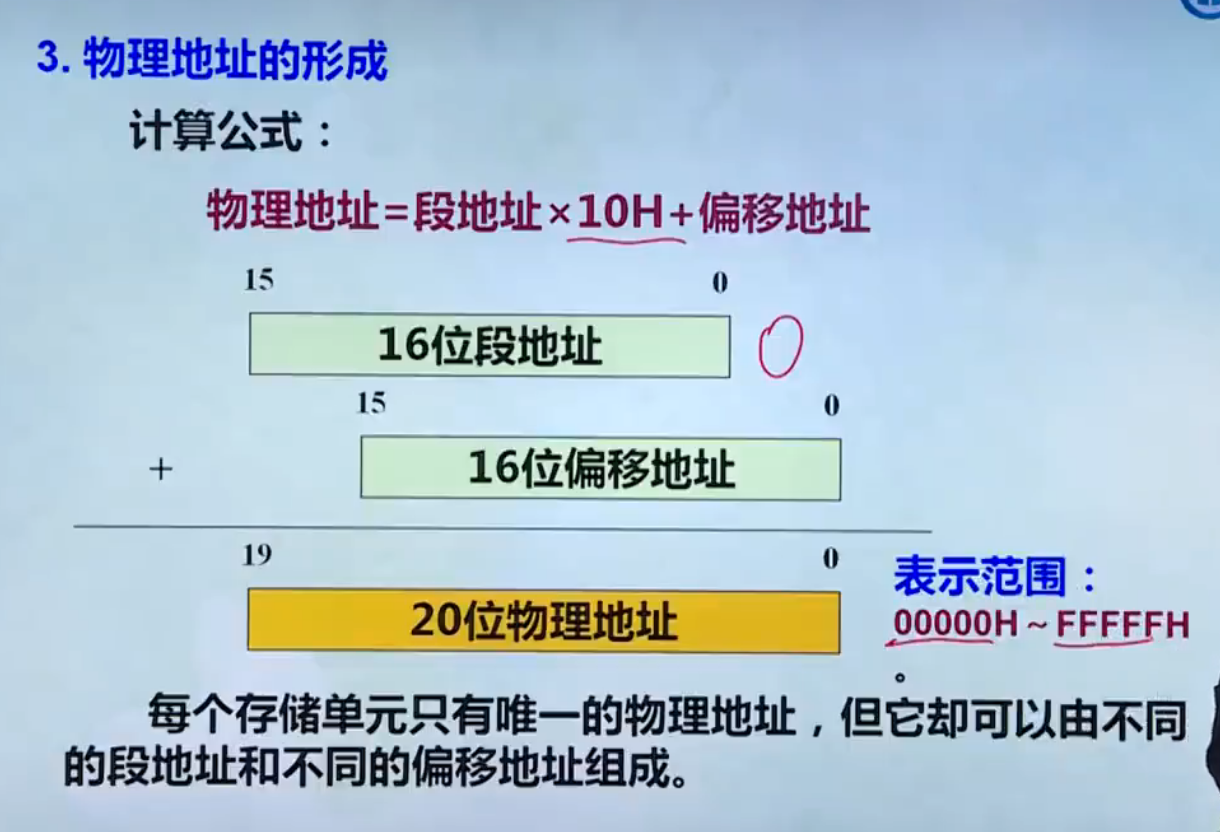 3. 物理地址的形成
计算公式：
物理地址=段地址×10H+偏移地址
15 0
16位段地址 0
15 0
+ 16位偏移地址
19 0
20位物理地址
表示范围：
00000H~FFFFFH
。
每个存储单元只有唯一的物理地址，但它却可以由不同
的段地址和不同的偏移地址组成。